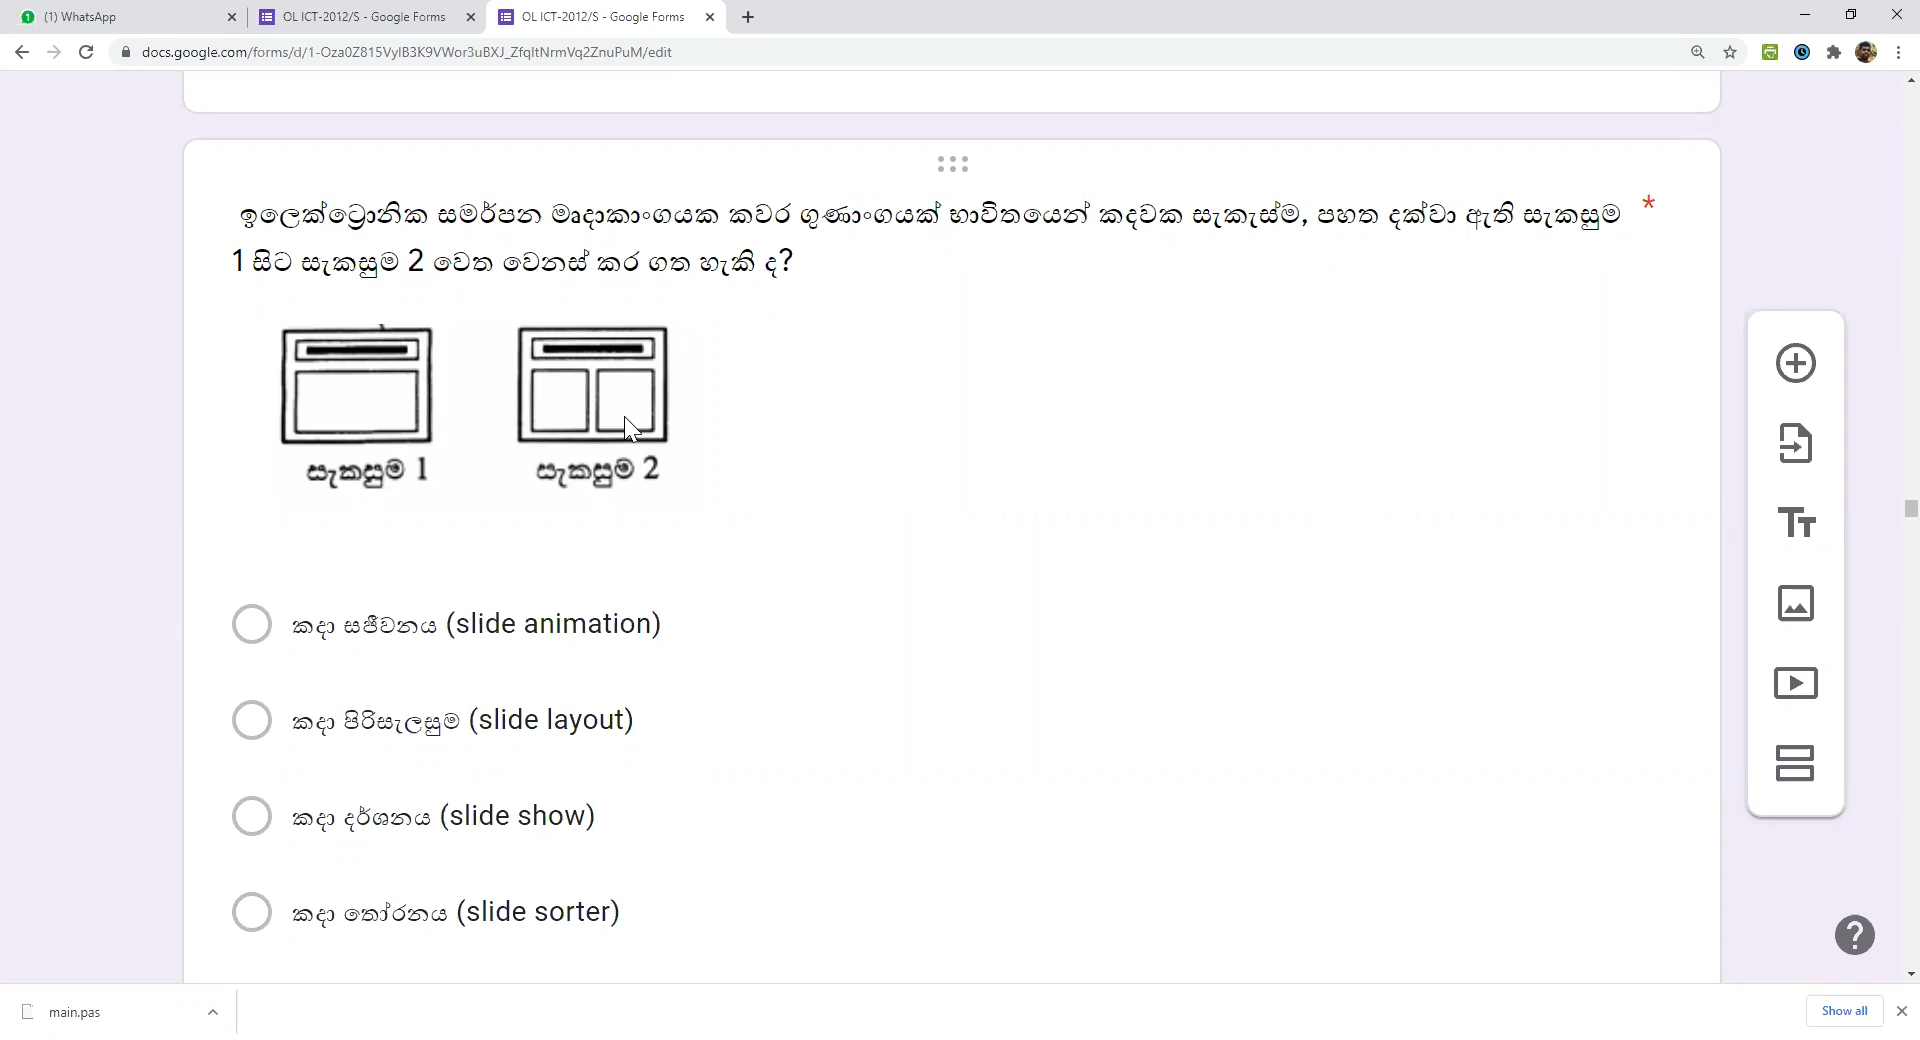 (1) WhatsApp
OL ICT-2012/S - Google Forms
OL ICT-2012/S - Google Forms
docs.google.com/forms/d/1-Oza0Z815VylB3K9VWor3uBXJ_ZfqltNrmVq2ZnuPuM/edit
ඉලෙක්ට්‍රොනික සමර්පන මෘදාකාංගයක කවර ගුණාංගයක් භාවිතයෙන් කදවක සැකැස්ම, පහත දක්වා ඇති සැකසුම *
1 සිට සැකසුම 2 වෙත වෙනස් කර ගත හැකි ද?
සැකසුම 1
සැකසුම 2
කදා සජීවනය (slide animation)
කදා පිරිසැලසුම (slide layout)
කදා දර්ශනය (slide show)
කදා තෝරනය (slide sorter)
main.pas
Show all